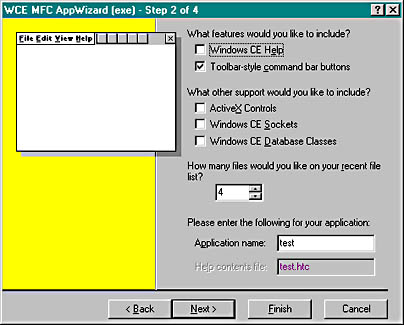 WCE MFC AppWizard (exe) - Step 2 of 4
File Edit View Help
What features would you like to include?
Windows CE Help
Toolbar-style command bar buttons
What other support would you like to include?
ActiveX Controls
Windows CE Sockets
Windows CE Database Classes
How many files would you like on your recent file
list?
4
Please enter the following for your application:
Application name: test
Help contents file: test.htc
< Back Next > Finish Cancel